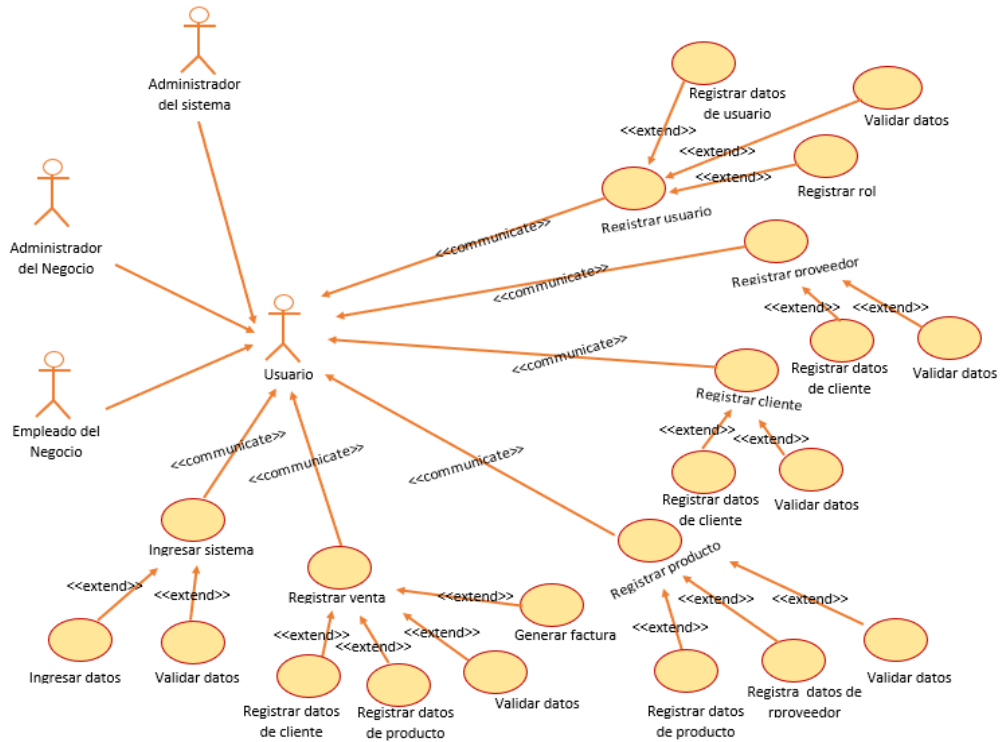 Administrador
del sistema
Registrar datos
de usuario
Validar datos
<<extend>>
<<extend>>
<<extend>>
Registrar rol
Registrar usuario
<<communicate>>
Administrador
del Negocio
Registrar proveedor
<<communicate>>
<<extend>>
<<extend>>
Registrar datos
de cliente
Validar datos
Usuario
<<communicate>>
Registrar cliente
<<extend>>
<<extend>>
Registrar datos
de cliente
Validar datos
Empleado del
Negocio
<<communicate>>
<<communicate>>
<<communicate>>
Ingresar sistema
<<extend>>
<<extend>>
Ingresar datos
Validar datos
Registrar venta
<<extend>>
Generar factura
<<extend>>
<<extend>>
<<extend>>
Registrar datos
de cliente
Registrar datos
de producto
Validar datos
Registrar producto
<<extend>>
<<extend>>
<<extend>>
Registrar datos
de producto
Registra datos de
rproveedor
Validar datos